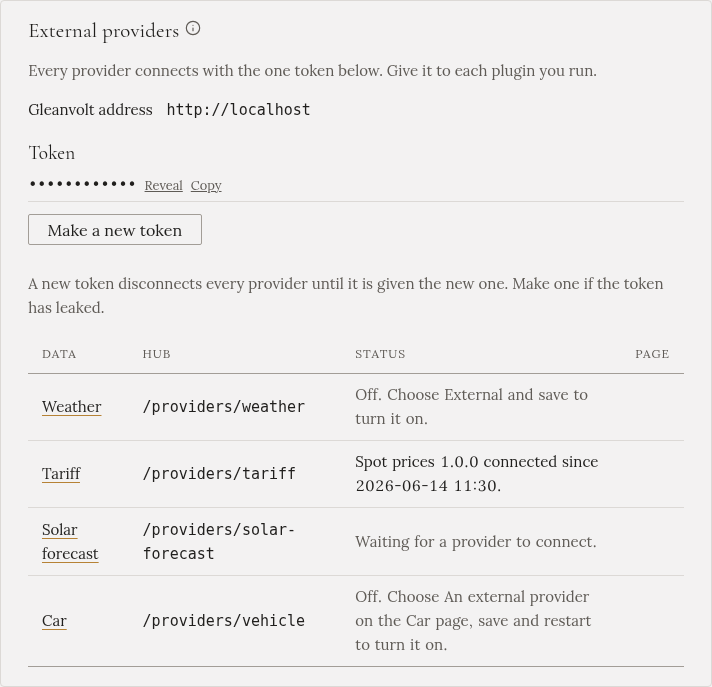 External providers
Every provider connects with the one token below. Give it to each plugin you run.
Gleanvolt address http://localhost
Token
•••••••••••• Reveal Copy
Make a new token
A new token disconnects every provider until it is given the new one. Make one if the token
has leaked.
DATA HUB STATUS PAGE
Weather /providers/weather Off. Choose External and save to
turn it on.
Tariff /providers/tariff Spot prices 1.0.0 connected since
2026-06-14 11:30.
Solar /providers/solar-
forecast forecast Waiting for a provider to connect.
Car /providers/vehicle Off. Choose An external provider
on the Car page, save and restart
to turn it on.